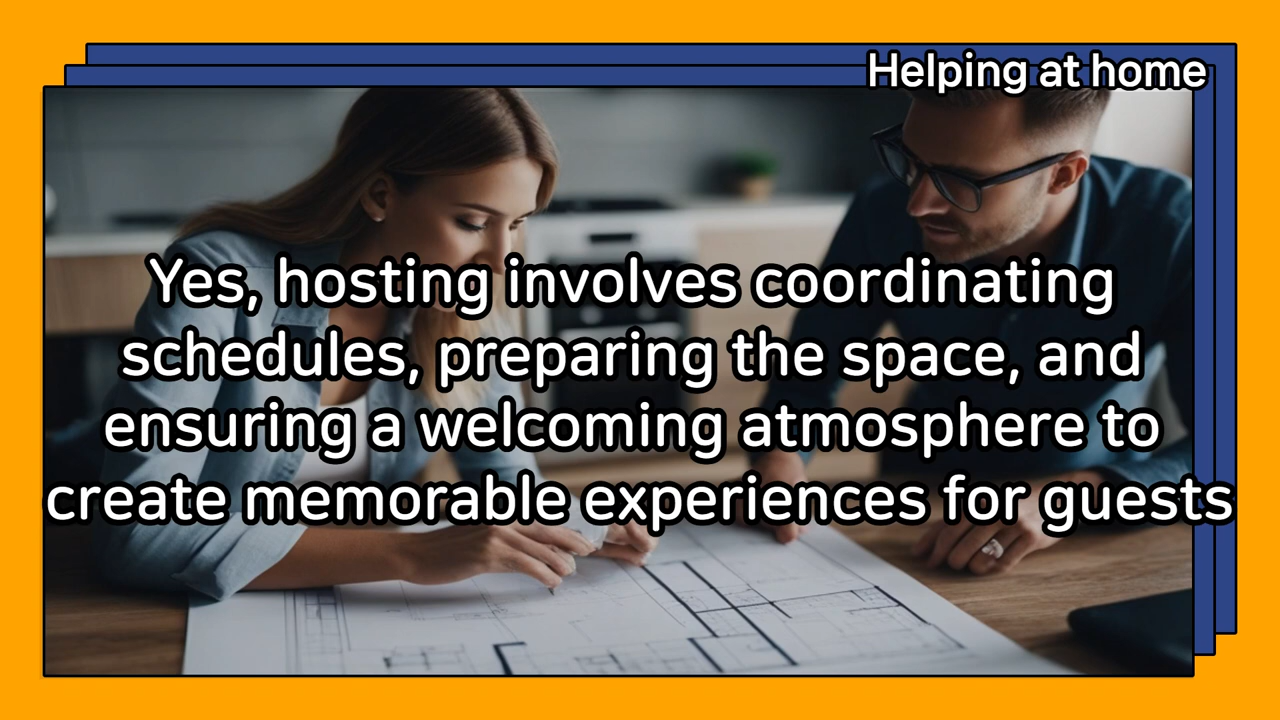 Helping at home
Yes, hosting involves coordinating
schedules, preparing the space, and
ensuring a welcoming atmosphere to
create memorable experiences for guests